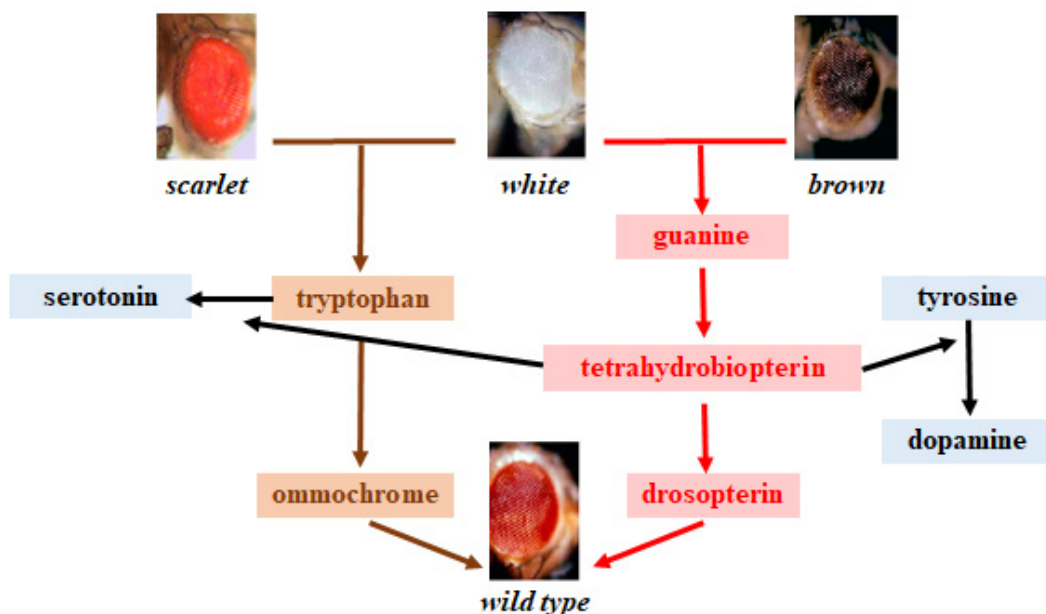 scarlet
white
brown
guanine
serotonin
tryptophan
tyrosine
tetrahydrobiopterin
dopamine
ommochrome
drosopterin
wild type